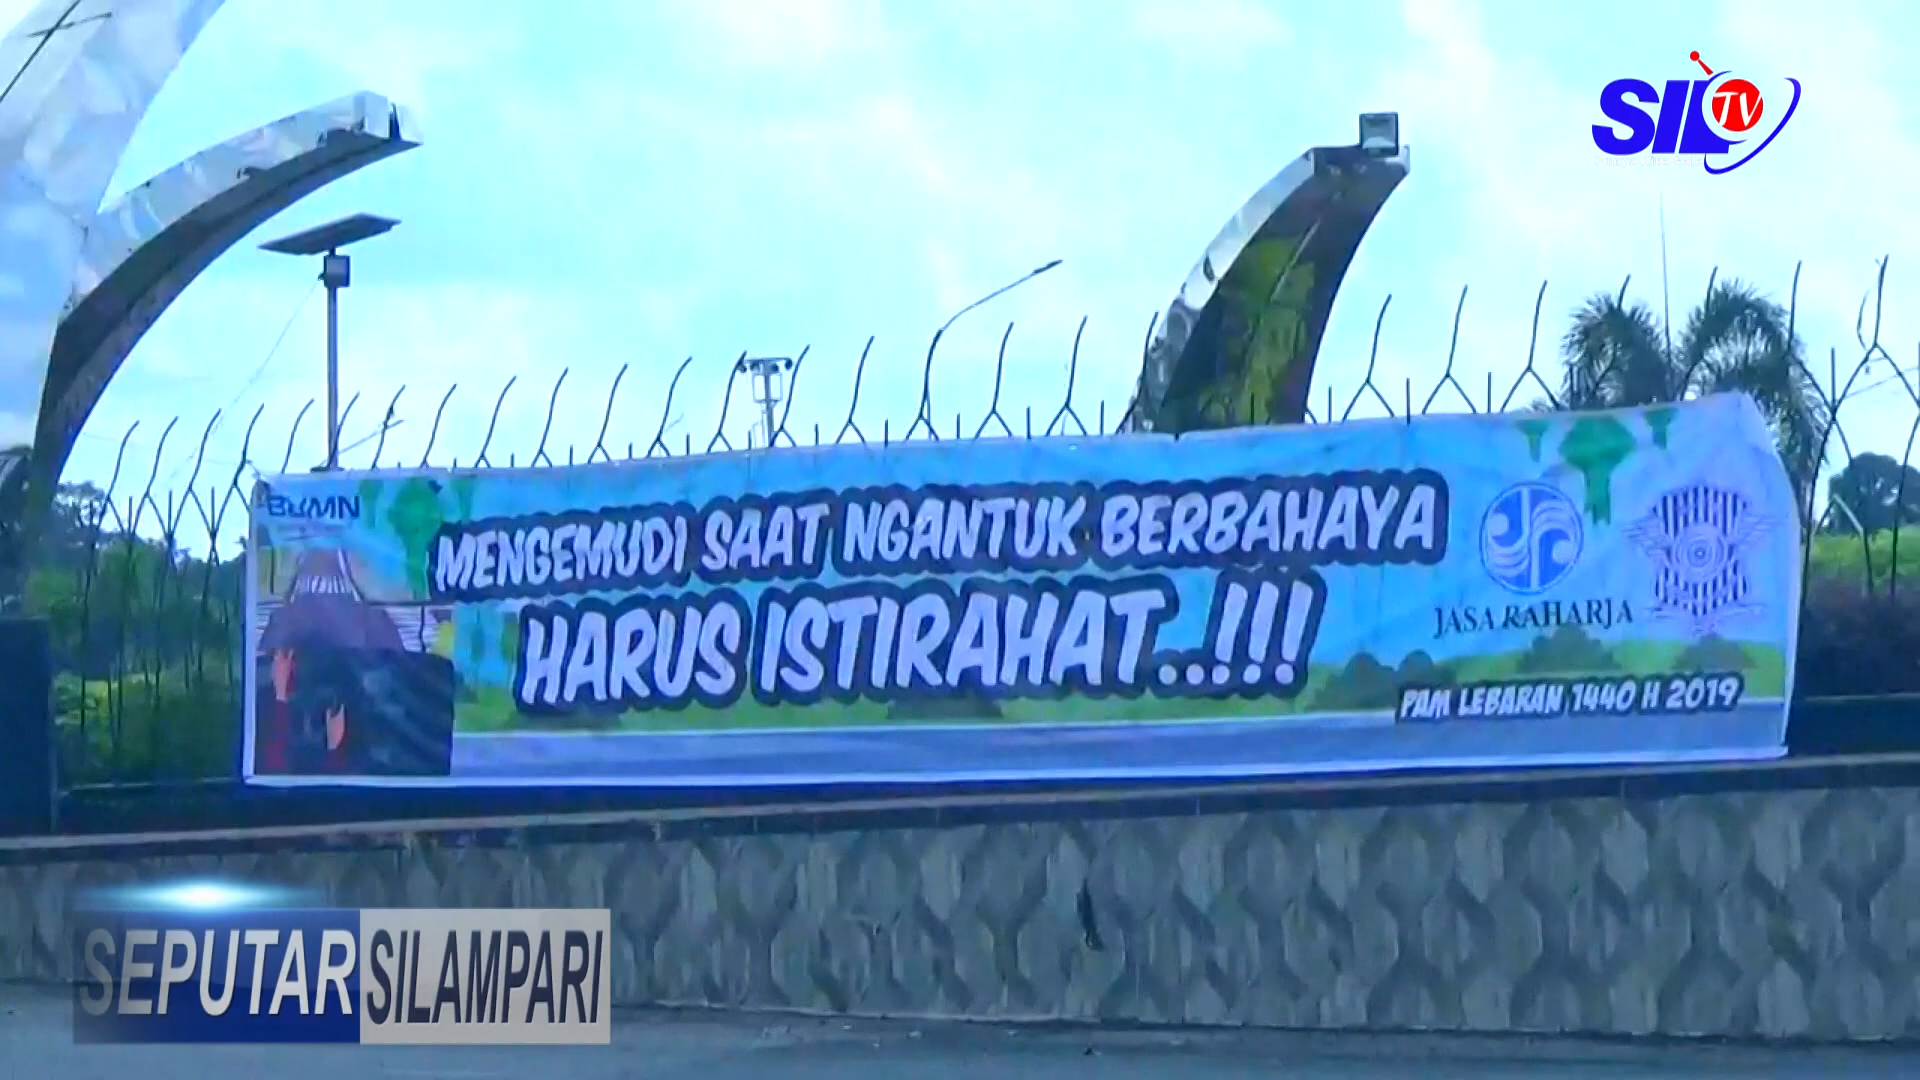 SIL TV
BUMN
MENGEMUDI SAAT NGANTUK BERBAHAYA
HARUS ISTIRAHAT..!!!
JASA RAHARJA
PAM LEBARAN 1440 H 2019
SEPUTAR SILAMPARI